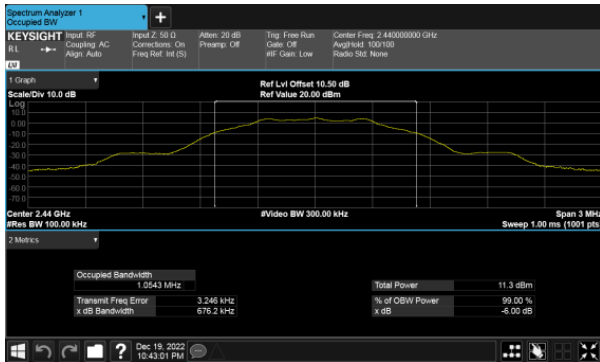 Spectrum Analyzer 1
Occupied BW
+
KEYSIGHT
R L
LXI
Input: RF
Coupling: AC
Align: Auto
Input Z: 50 Ω
Corrections: On
Freq Ref: Int (S)
Atten: 20 dB
Preamp: Off
Trig: Free Run
Gate: Off
#IF Gain: Low
Center Freq: 2.440000000 GHz
Avg|Hold: 100/100
Radio Std: None
1 Graph
Scale/Div 10.0 dB
Ref Lvl Offset 10.50 dB
Ref Value 20.00 dBm
Log
10.0
0.00
-10.0
-20.0
-30.0
-40.0
-50.0
-60.0
-70.0
Center 2.44 GHz
#Video BW 300.00 kHz
Span 3 MHz
#Res BW 100.00 kHz
Sweep 1.00 ms (1001 pts)
2 Metrics
Occupied Bandwidth
1.0543 MHz
Total Power 11.3 dBm
Transmit Freq Error 3.246 kHz
% of OBW Power 99.00 %
x dB Bandwidth 676.2 kHz
x dB -6.00 dB
?
Dec 19, 2022
10:43:01 PM